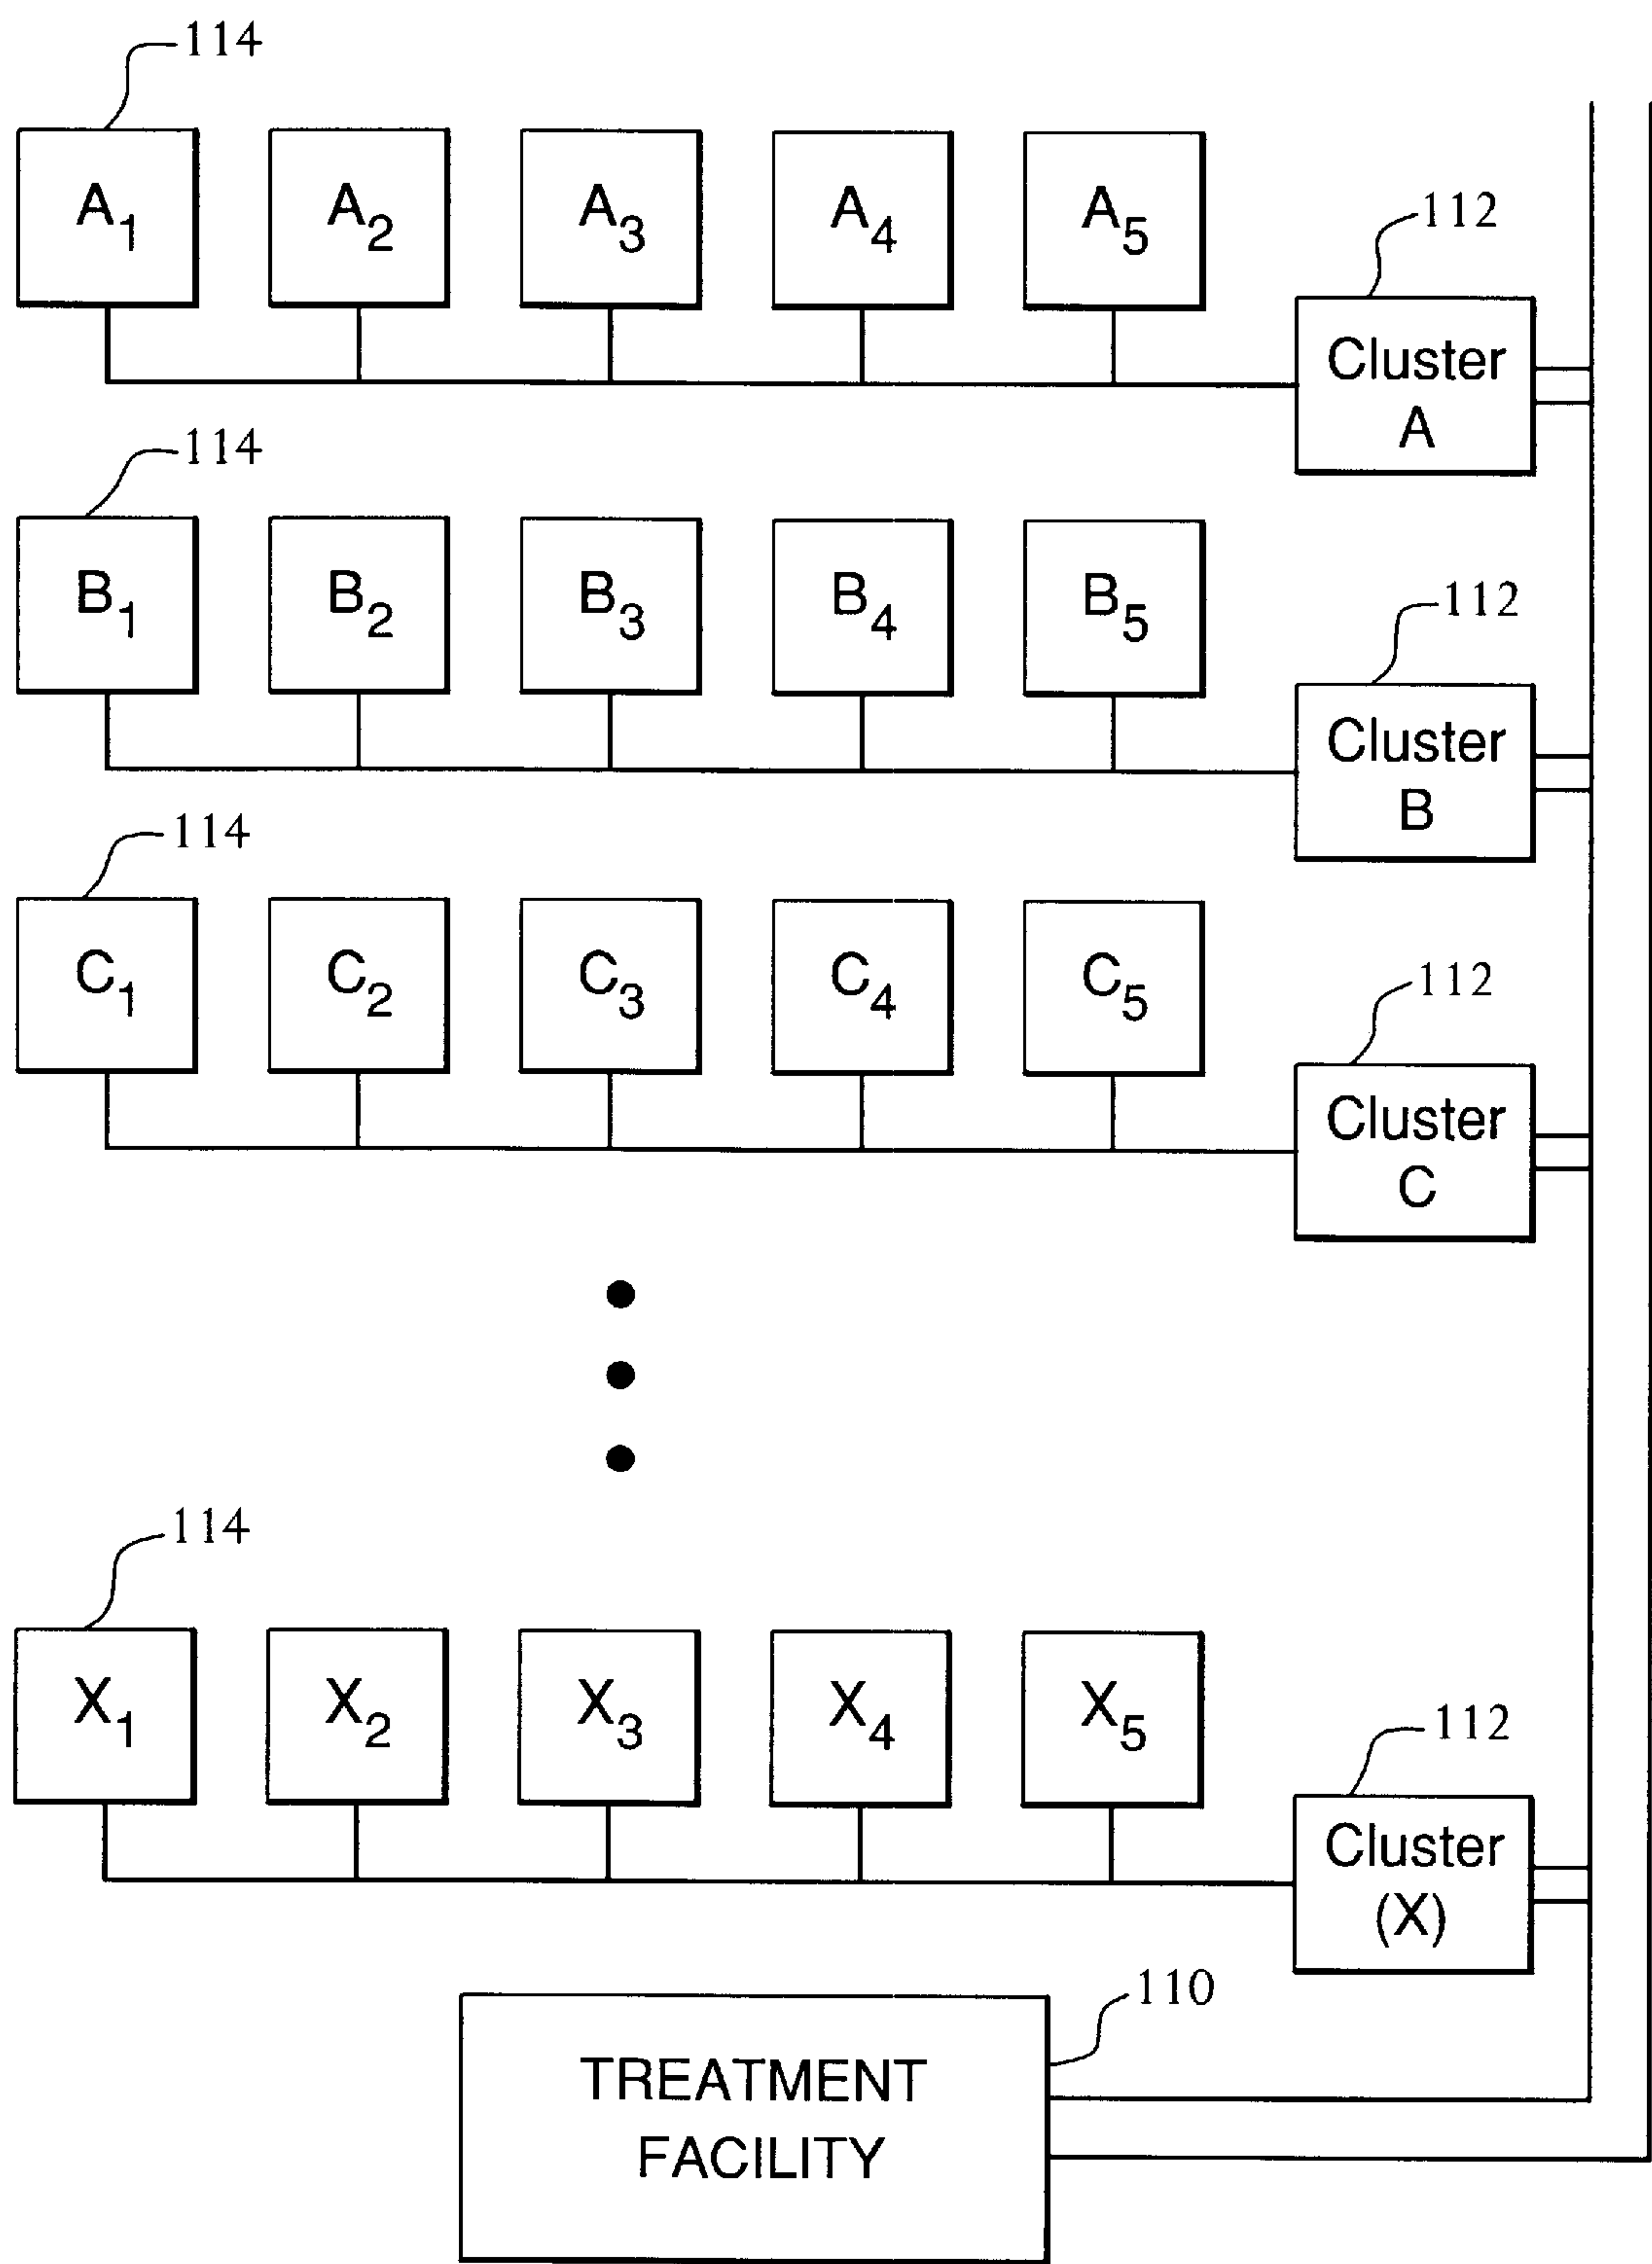 114
A1 A2 A3 A4 A5
112
Cluster
A
114
B1 B2 B3 B4 B5
112
Cluster
B
114
C1 C2 C3 C4 C5
112
Cluster
C
114
X1 X2 X3 X4 X5
112
Cluster
(X)
110
TREATMENT
FACILITY